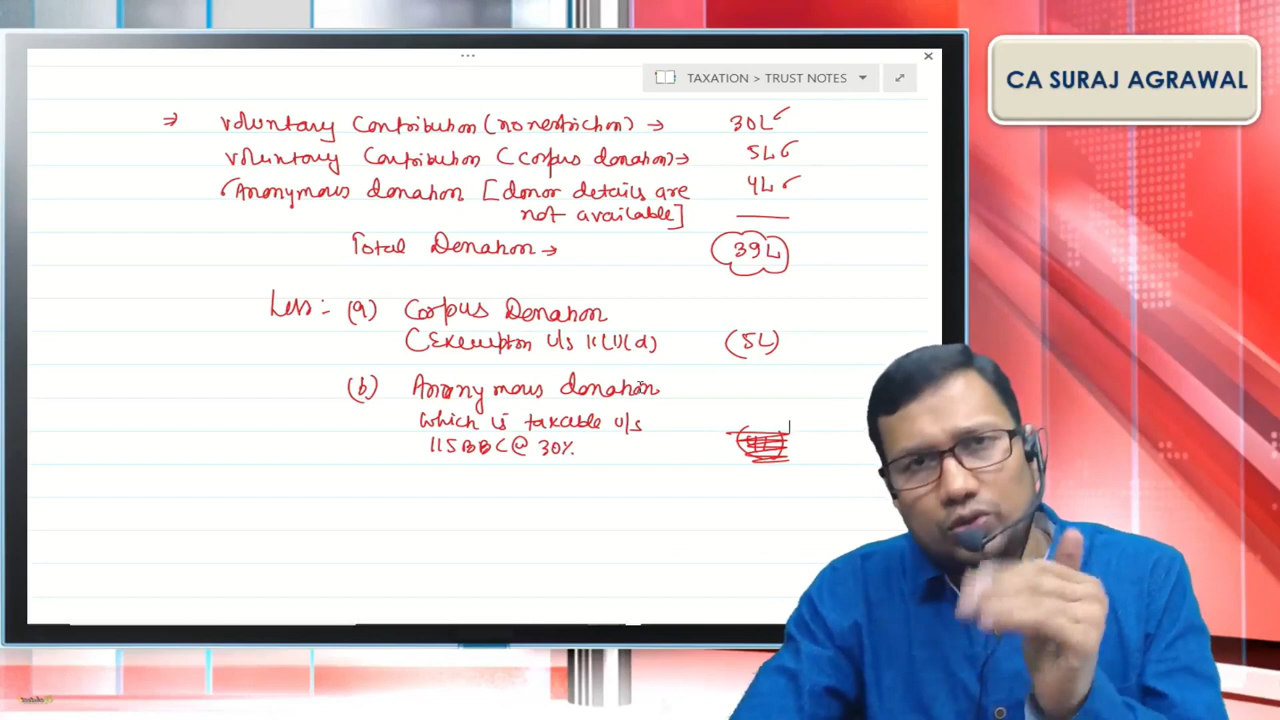 CA SURAJ AGRAWAL
TAXATION > TRUST NOTES
⇒ Voluntary Contribution (no restriction) → 30L
Voluntary Contribution (corpus donation) → 5L
Anonymous donation [donor details are 4L
not available]
Total Donation → 39L
Less:- (a) Corpus Donation
(Exemption u/s 11(1)(d) (5L)
(b) Anonymous donation
which is taxable u/s
115BBC @ 30%